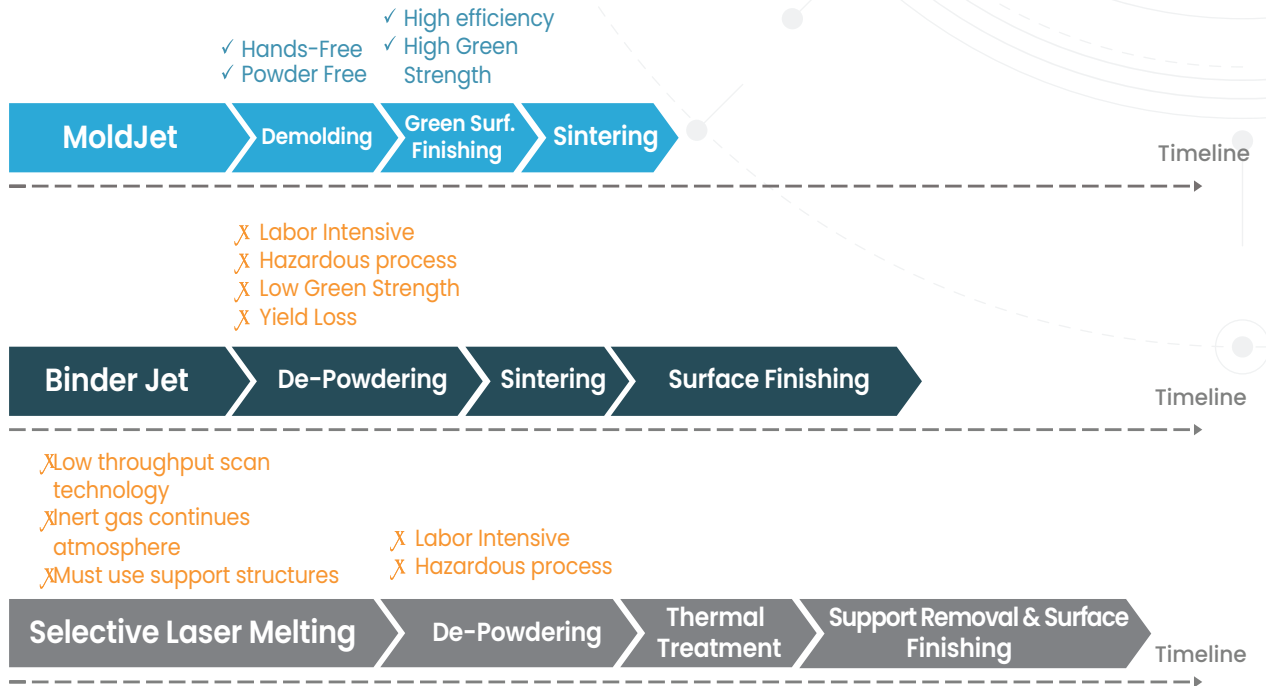 ✓ High efficiency
✓ Hands-Free
✓ High Green
Strength
✓ Powder Free
MoldJet
Demolding
Green Surf.
Finishing
Sintering
Timeline
X Labor Intensive
X Hazardous process
X Low Green Strength
X Yield Loss
Binder Jet
De-Powdering
Sintering
Surface Finishing
Timeline
X Low throughput scan
technology
X Inert gas continues
atmosphere
X Must use support structures
X Labor Intensive
X Hazardous process
Selective Laser Melting
De-Powdering
Thermal
Treatment
Support Removal & Surface
Finishing
Timeline